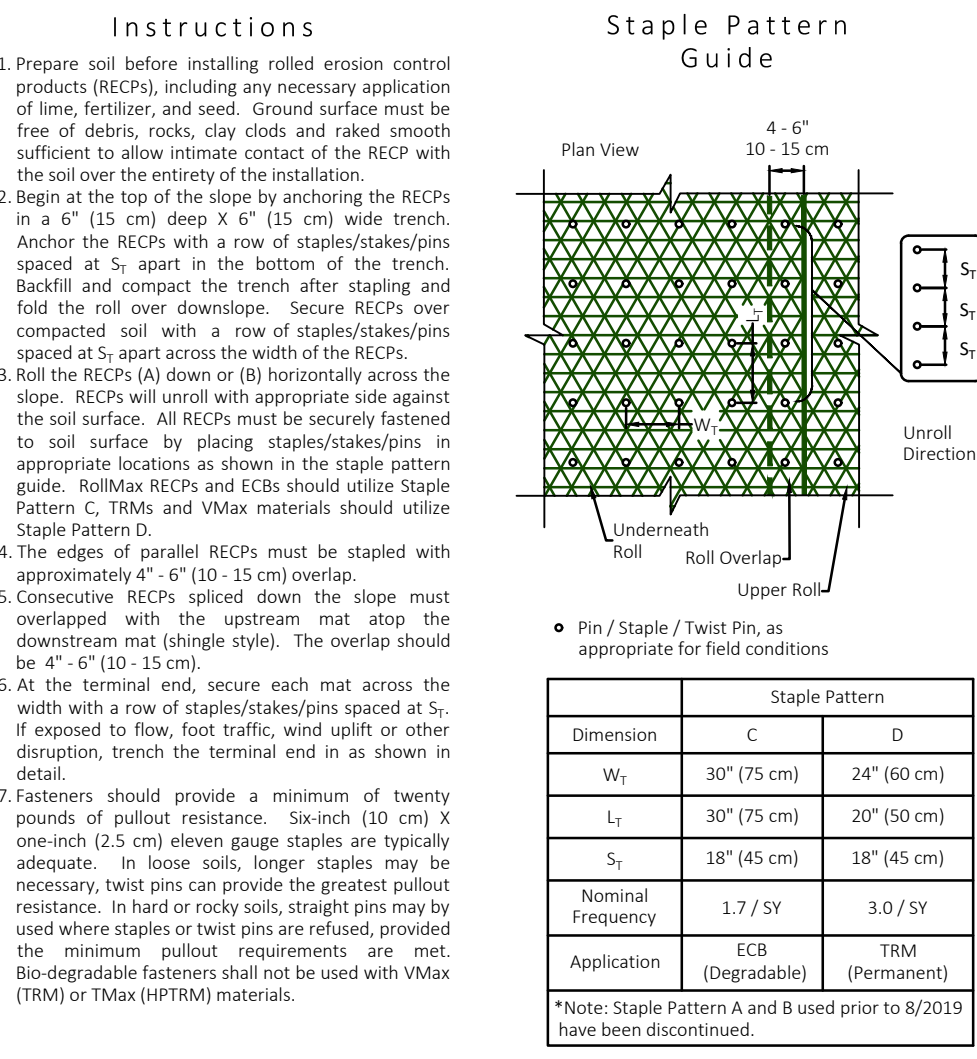 Instructions
1. Prepare soil before installing rolled erosion control
products (RECPs), including any necessary application
of lime, fertilizer, and seed. Ground surface must be
free of debris, rocks, clay clods and raked smooth
sufficient to allow intimate contact of the RECP with
the soil over the entirety of the installation.
2. Begin at the top of the slope by anchoring the RECPs
in a 6" (15 cm) deep X 6" (15 cm) wide trench.
Anchor the RECPs with a row of staples/stakes/pins
spaced at ST apart in the bottom of the trench.
Backfill and compact the trench after stapling and
fold the roll over downslope. Secure RECPs over
compacted soil with a row of staples/stakes/pins
spaced at ST apart across the width of the RECPs.
3. Roll the RECPs (A) down or (B) horizontally across the
slope. RECPs will unroll with appropriate side against
the soil surface. All RECPs must be securely fastened
to soil surface by placing staples/stakes/pins in
appropriate locations as shown in the staple pattern
guide. RollMax RECPs and ECBs should utilize Staple
Pattern C, TRMs and VMax materials should utilize
Staple Pattern D.
4. The edges of parallel RECPs must be stapled with
approximately 4" - 6" (10 - 15 cm) overlap.
5. Consecutive RECPs spliced down the slope must
overlapped with the upstream mat atop the
downstream mat (shingle style). The overlap should
be 4" - 6" (10 - 15 cm).
6. At the terminal end, secure each mat across the
width with a row of staples/stakes/pins spaced at ST.
If exposed to flow, foot traffic, wind uplift or other
disruption, trench the terminal end in as shown in
detail.
7. Fasteners should provide a minimum of twenty
pounds of pullout resistance. Six-inch (10 cm) X
one-inch (2.5 cm) eleven gauge staples are typically
adequate. In loose soils, longer staples may be
necessary, twist pins can provide the greatest pullout
resistance. In hard or rocky soils, straight pins may by
used where staples or twist pins are refused, provided
the minimum pullout requirements are met.
Bio-degradable fasteners shall not be used with VMax
(TRM) or TMax (HPTRM) materials.
Staple Pattern
Guide
4 - 6"
10 - 15 cm
Plan View
ST
ST
ST
LT
WT
Unroll
Direction
Underneath
Roll
Roll Overlap
Upper Roll
Pin / Staple / Twist Pin, as
appropriate for field conditions
Staple Pattern
Dimension C D
WT 30" (75 cm) 24" (60 cm)
LT 30" (75 cm) 20" (50 cm)
ST 18" (45 cm) 18" (45 cm)
Nominal
Frequency 1.7 / SY 3.0 / SY
Application ECB
(Degradable) TRM
(Permanent)
*Note: Staple Pattern A and B used prior to 8/2019
have been discontinued.